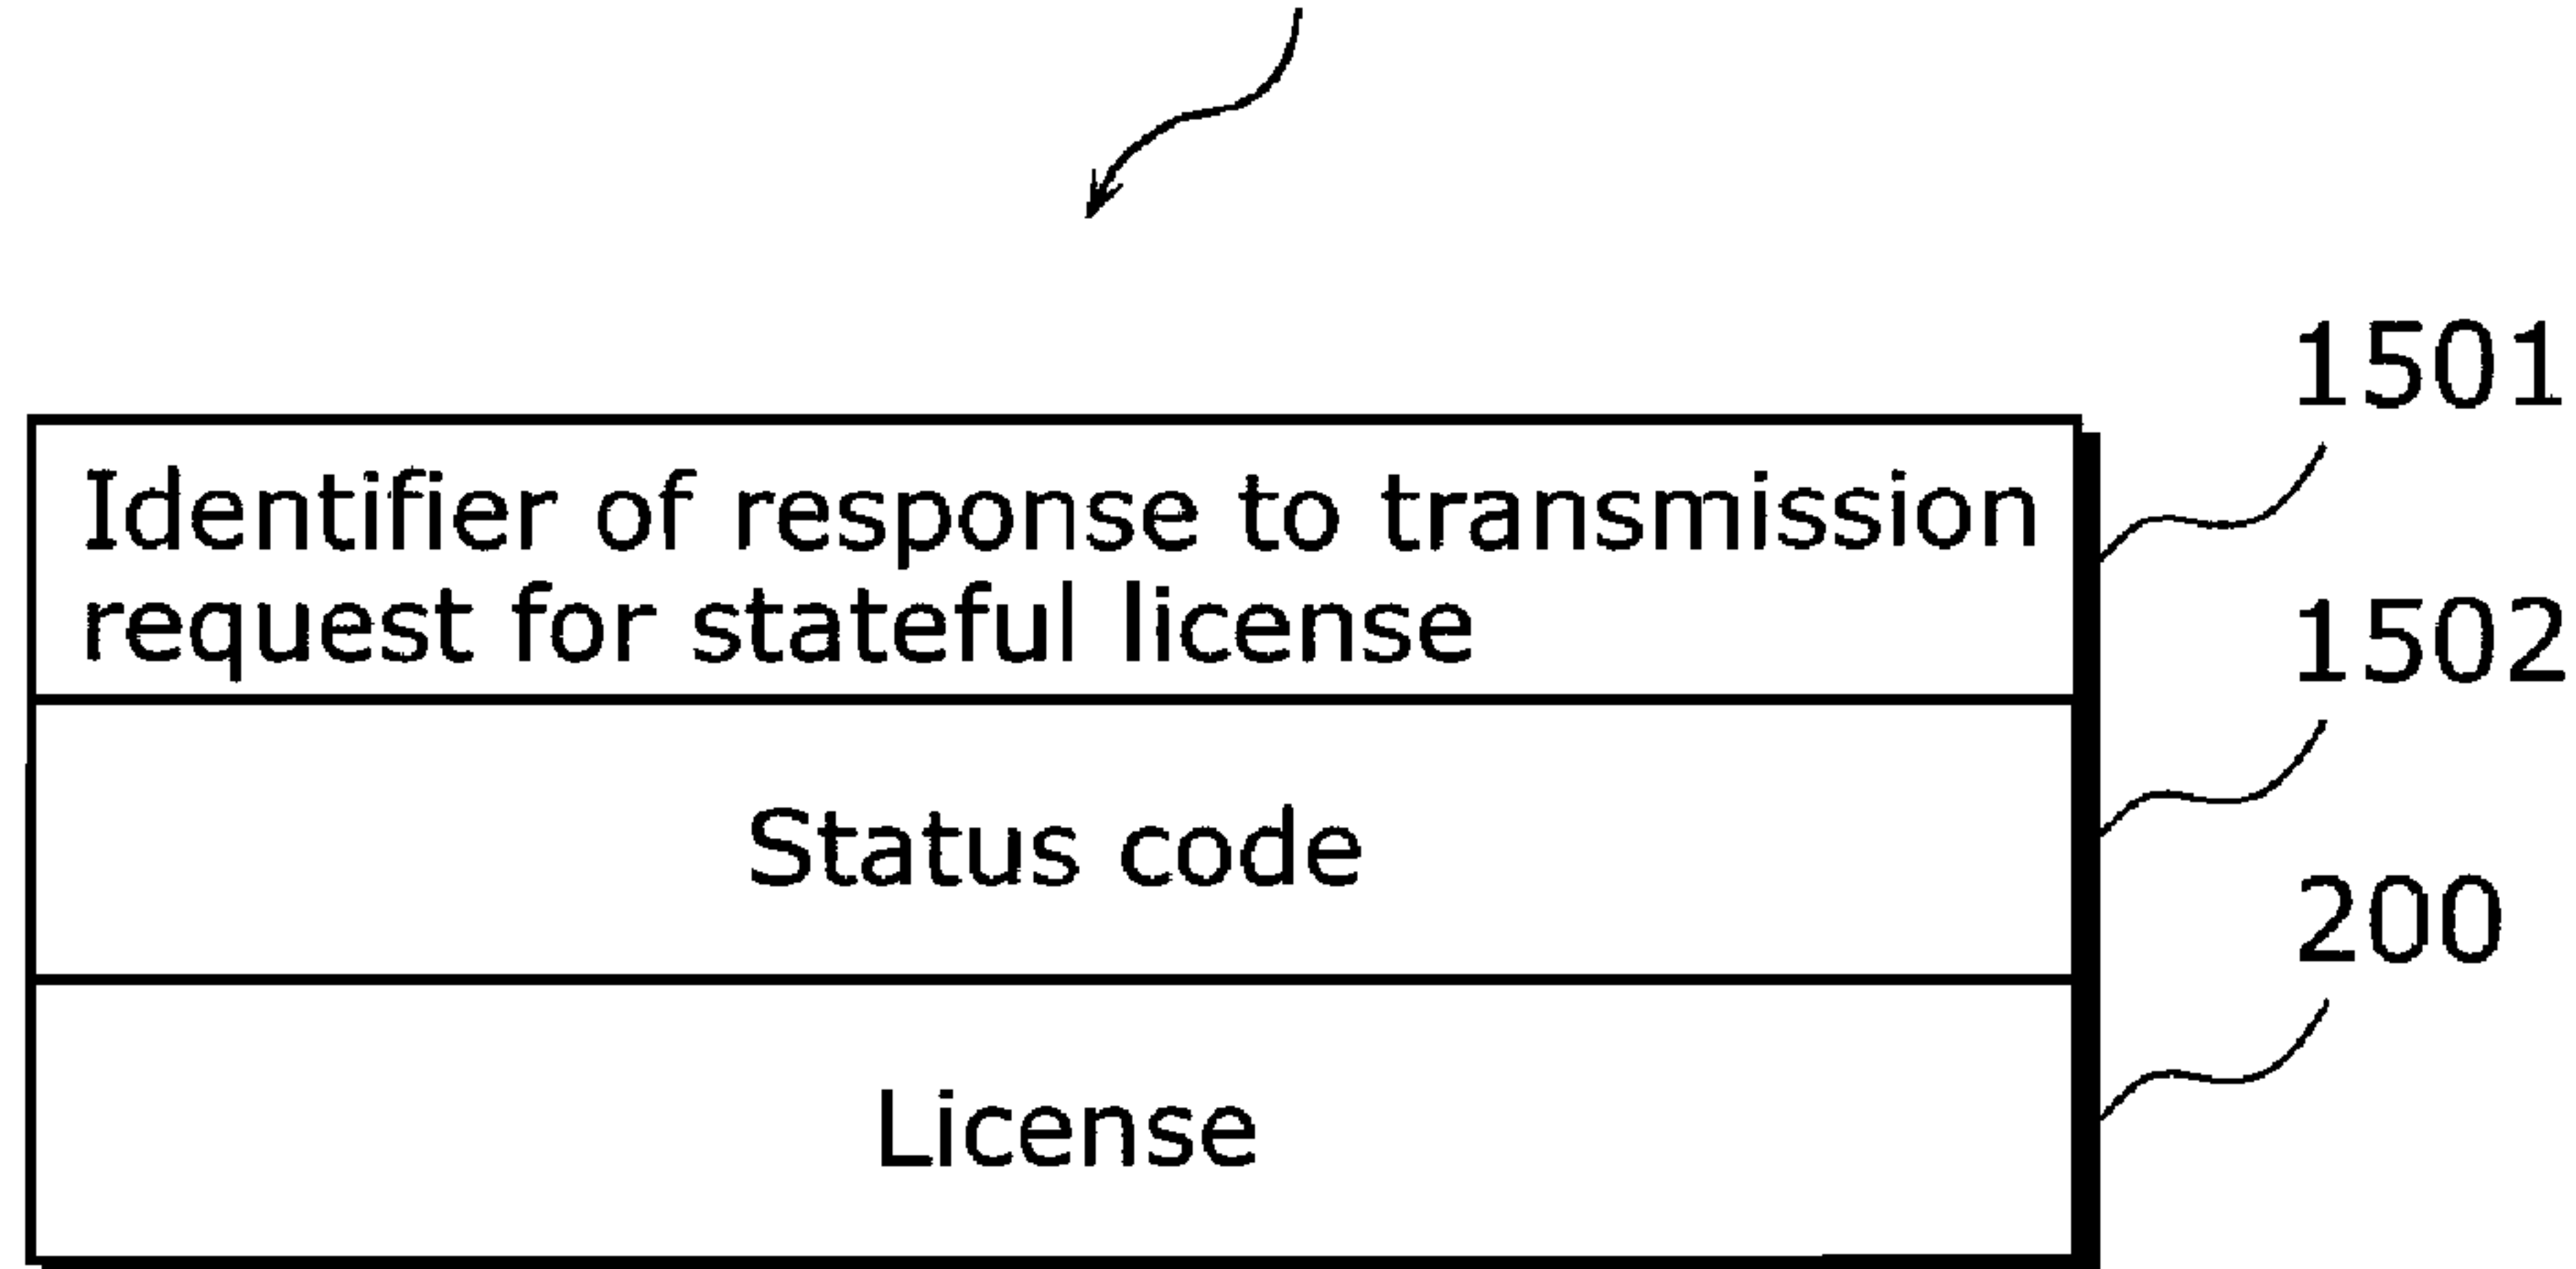 1501
Identifier of response to transmission
request for stateful license
1502
Status code
200
License